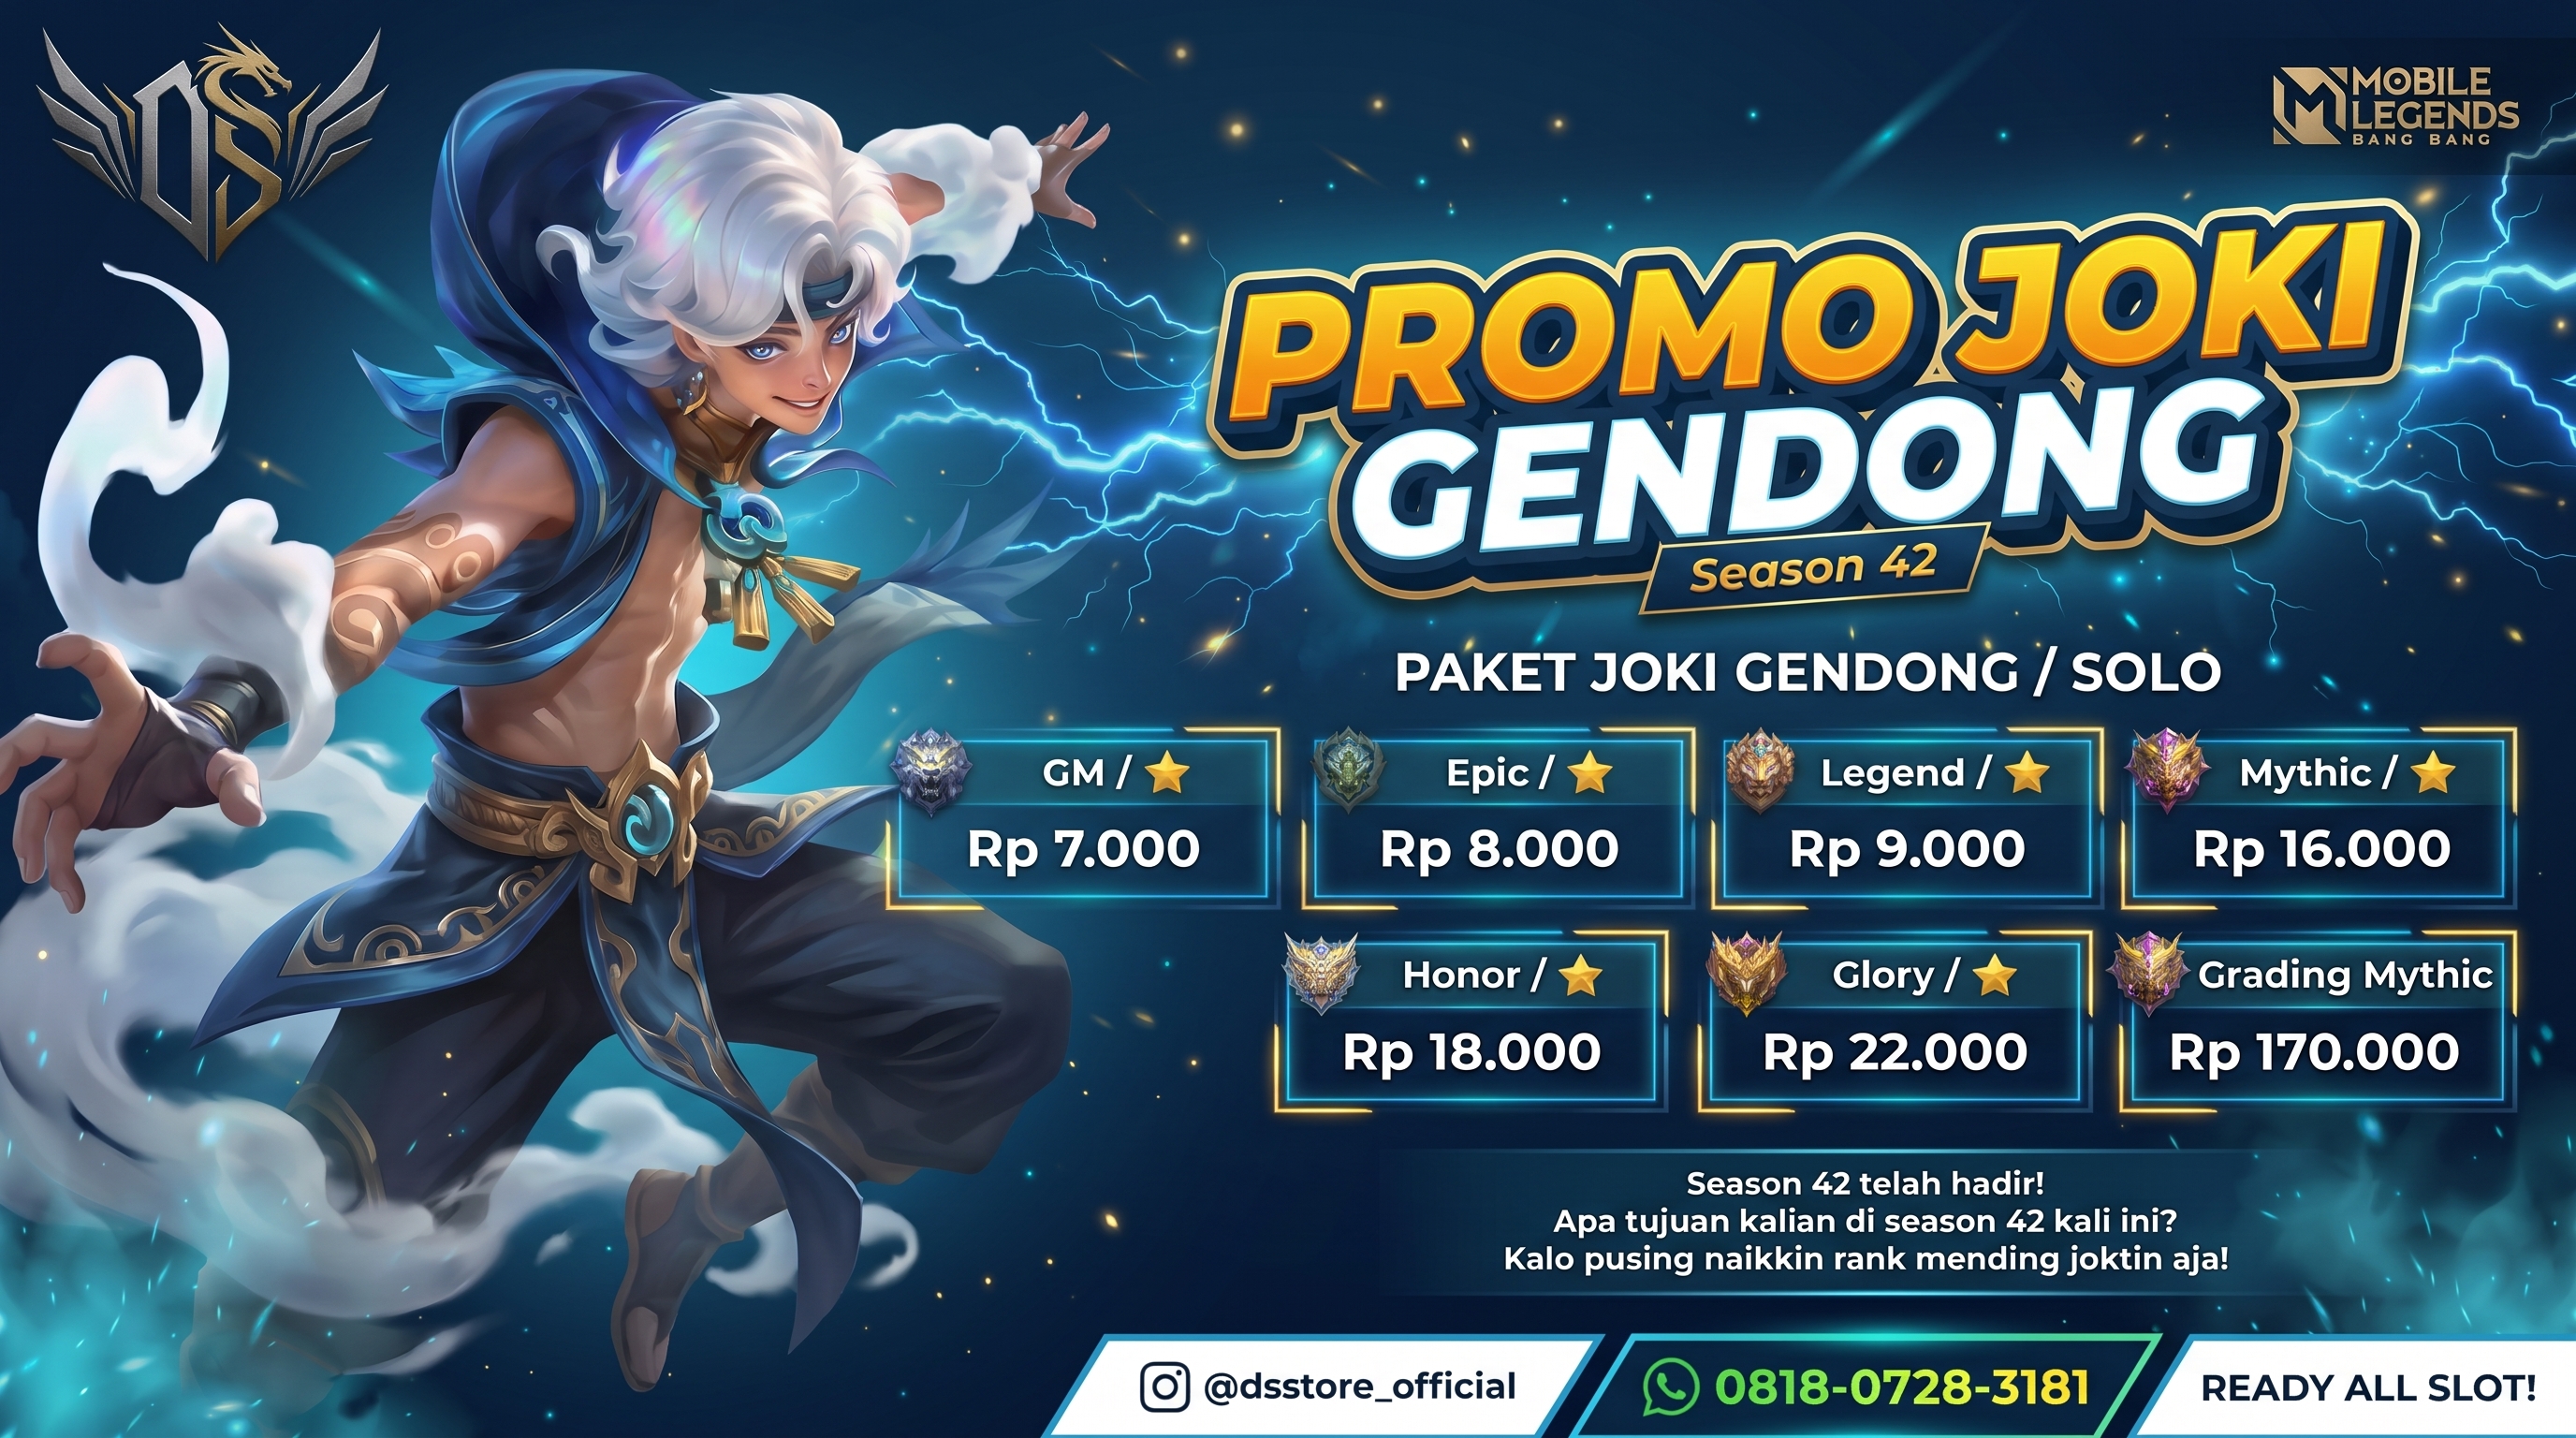 DS
MOBILE
LEGENDS
BANG BANG
PROMO JOKI
GENDONG
Season 42
PAKET JOKI GENDONG / SOLO
GM /
Rp 7.000
Epic /
Rp 8.000
Legend /
Rp 9.000
Mythic /
Rp 16.000
Honor /
Rp 18.000
Glory /
Rp 22.000
Grading Mythic
Rp 170.000
Season 42 telah hadir!
Apa tujuan kalian di season 42 kali ini?
Kalo pusing naikkin rank mending joktin aja!
@dsstore_official
0818-0728-3181
READY ALL SLOT!